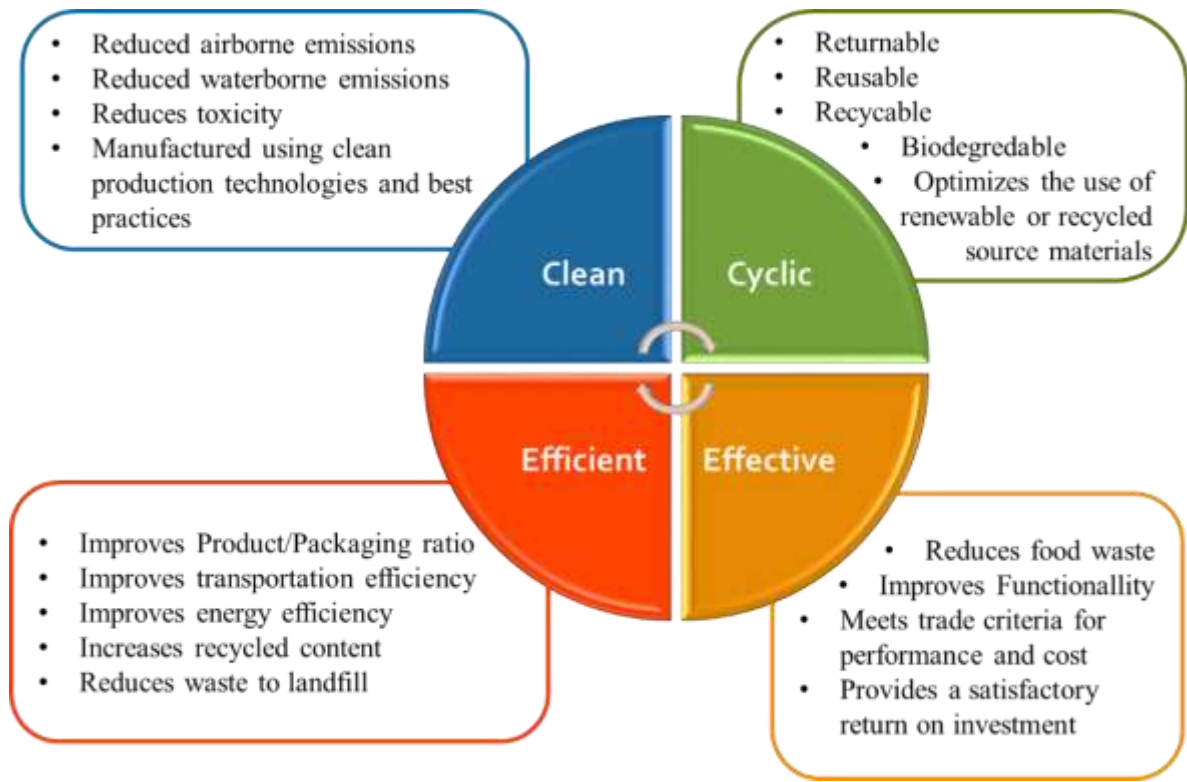 • Reduced airborne emissions
• Reduced waterborne emissions
• Reduces toxicity
• Manufactured using clean
production technologies and best
practices
• Returnable
• Reusable
• Recycable
• Biodegredable
• Optimizes the use of
renewable or recycled
source materials
Clean
Cyclic
Efficient
Effective
• Improves Product/Packaging ratio
• Improves transportation efficiency
• Improves energy efficiency
• Increases recycled content
• Reduces waste to landfill
• Reduces food waste
• Improves Functionallity
• Meets trade criteria for
performance and cost
• Provides a satisfactory
return on investment